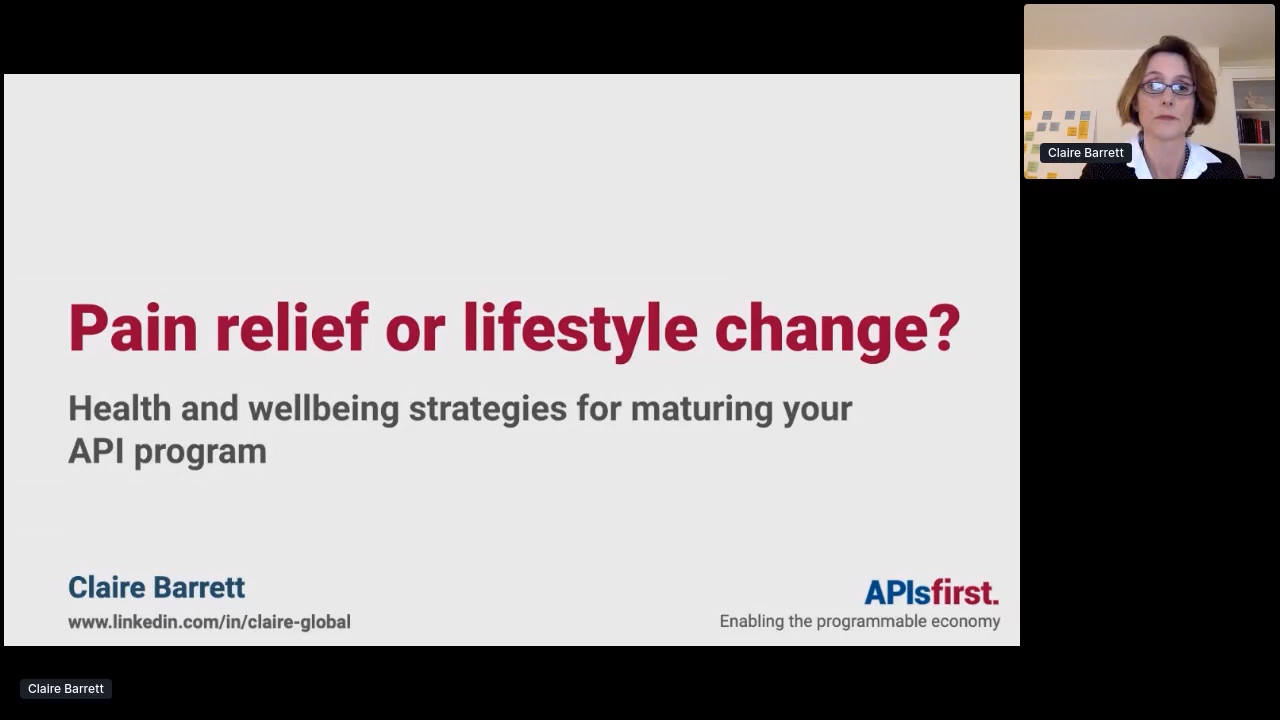 Claire Barrett
Pain relief or lifestyle change?
Health and wellbeing strategies for maturing your
API program
Claire Barrett
www.linkedin.com/in/claire-global
APIsfirst.
Enabling the programmable economy
Claire Barrett